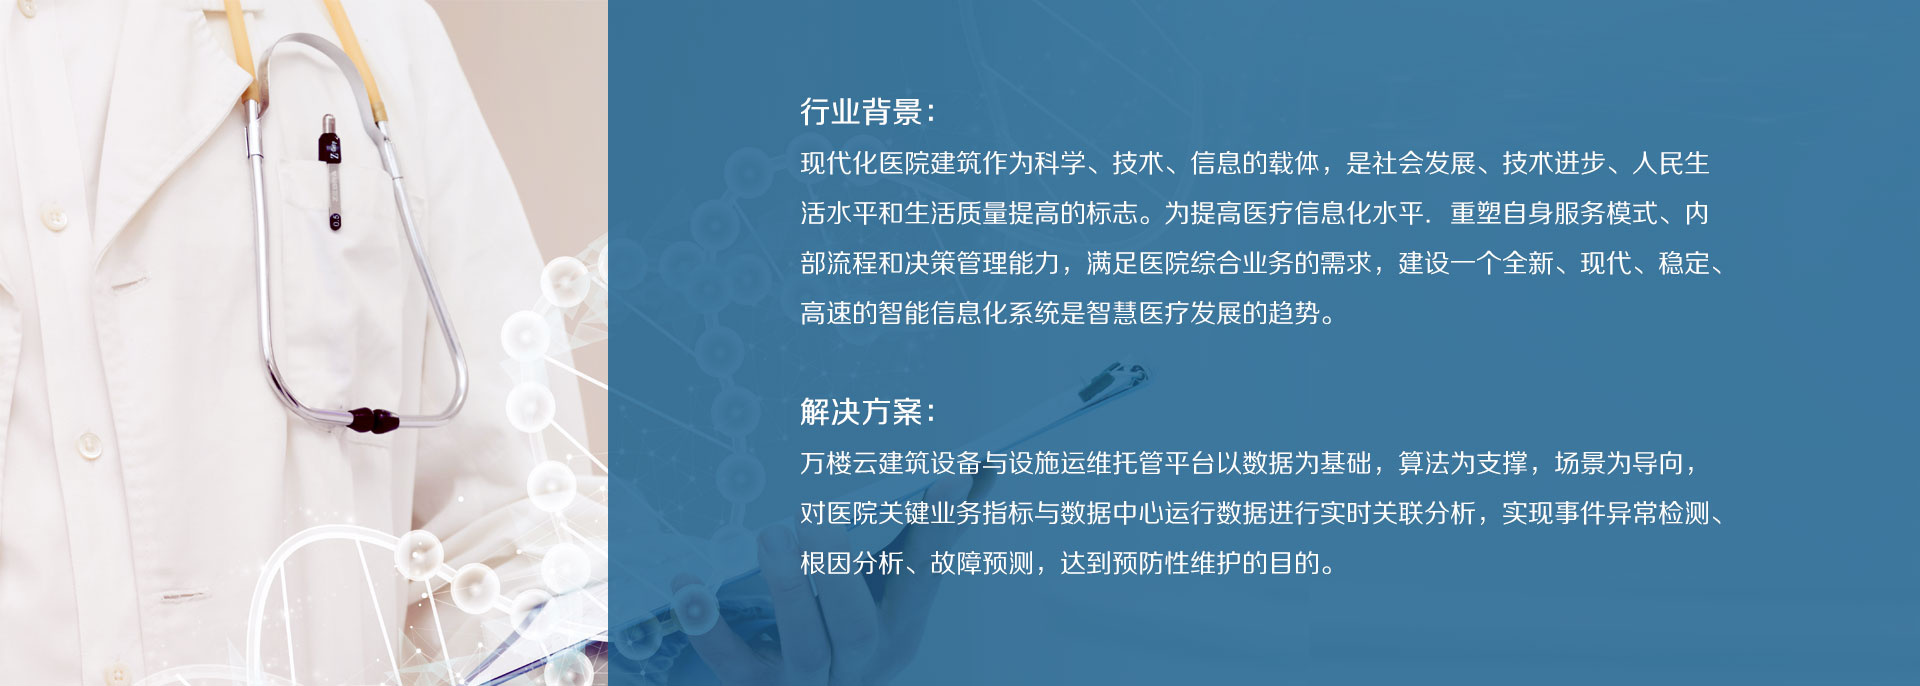 行业背景：
现代化医院建筑作为科学、技术、信息的载体，是社会发展、技术进步、人民生
活水平和生活质量提高的标志。为提高医疗信息化水平．重塑自身服务模式、内
部流程和决策管理能力，满足医院综合业务的需求，建设一个全新、现代、稳定、
高速的智能信息化系统是智慧医疗发展的趋势。
解决方案：
万楼云建筑设备与设施运维托管平台以数据为基础，算法为支撑，场景为导向，
对医院关键业务指标与数据中心运行数据进行实时关联分析，实现事件异常检测、
根因分析、故障预测，达到预防性维护的目的。
0.5